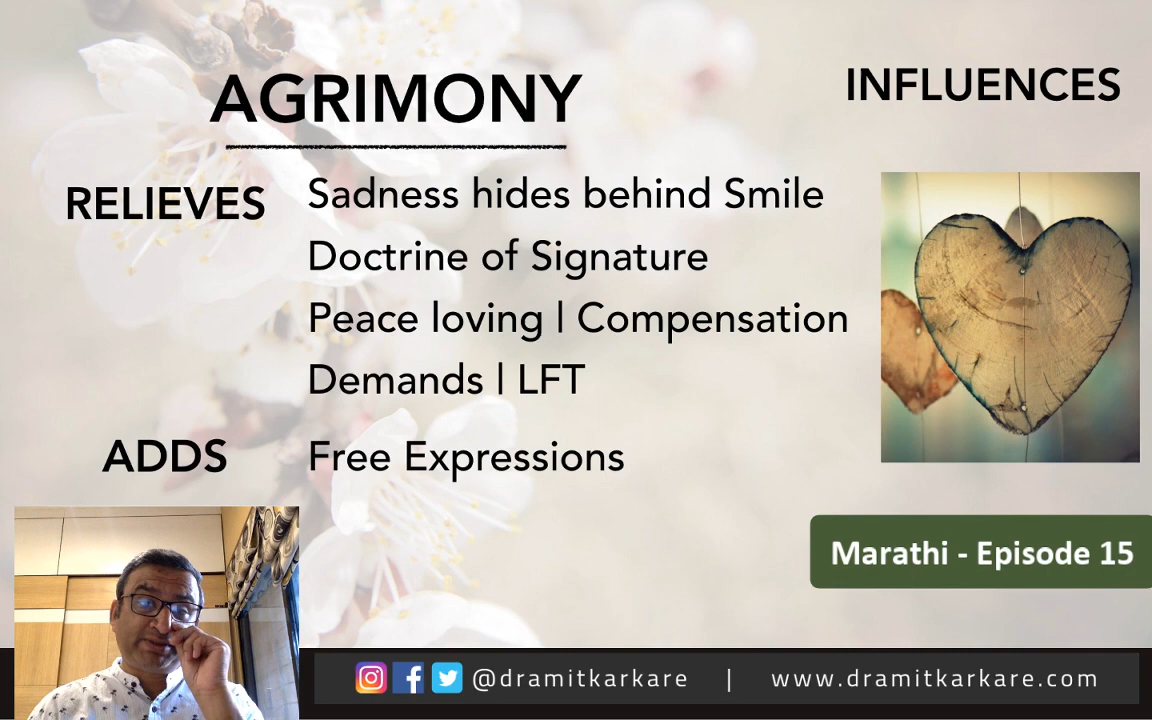 AGRIMONY
INFLUENCES
RELIEVES
Sadness hides behind Smile
Doctrine of Signature
Peace loving | Compensation
Demands | LFT
ADDS
Free Expressions
Marathi - Episode 15
@dramitkarkare | www.dramitkarkare.com